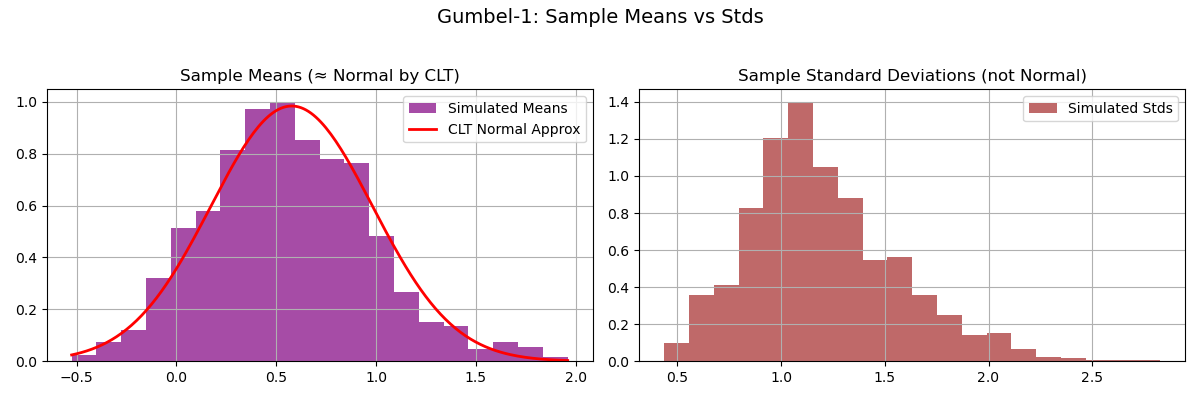 Gumbel-1: Sample Means vs Stds
Sample Means (≈ Normal by CLT)
Simulated Means
CLT Normal Approx
1.0
0.8
0.6
0.4
0.2
0.0
−0.5 0.0 0.5 1.0 1.5 2.0
Sample Standard Deviations (not Normal)
Simulated Stds
1.4
1.2
1.0
0.8
0.6
0.4
0.2
0.0
0.5 1.0 1.5 2.0 2.5